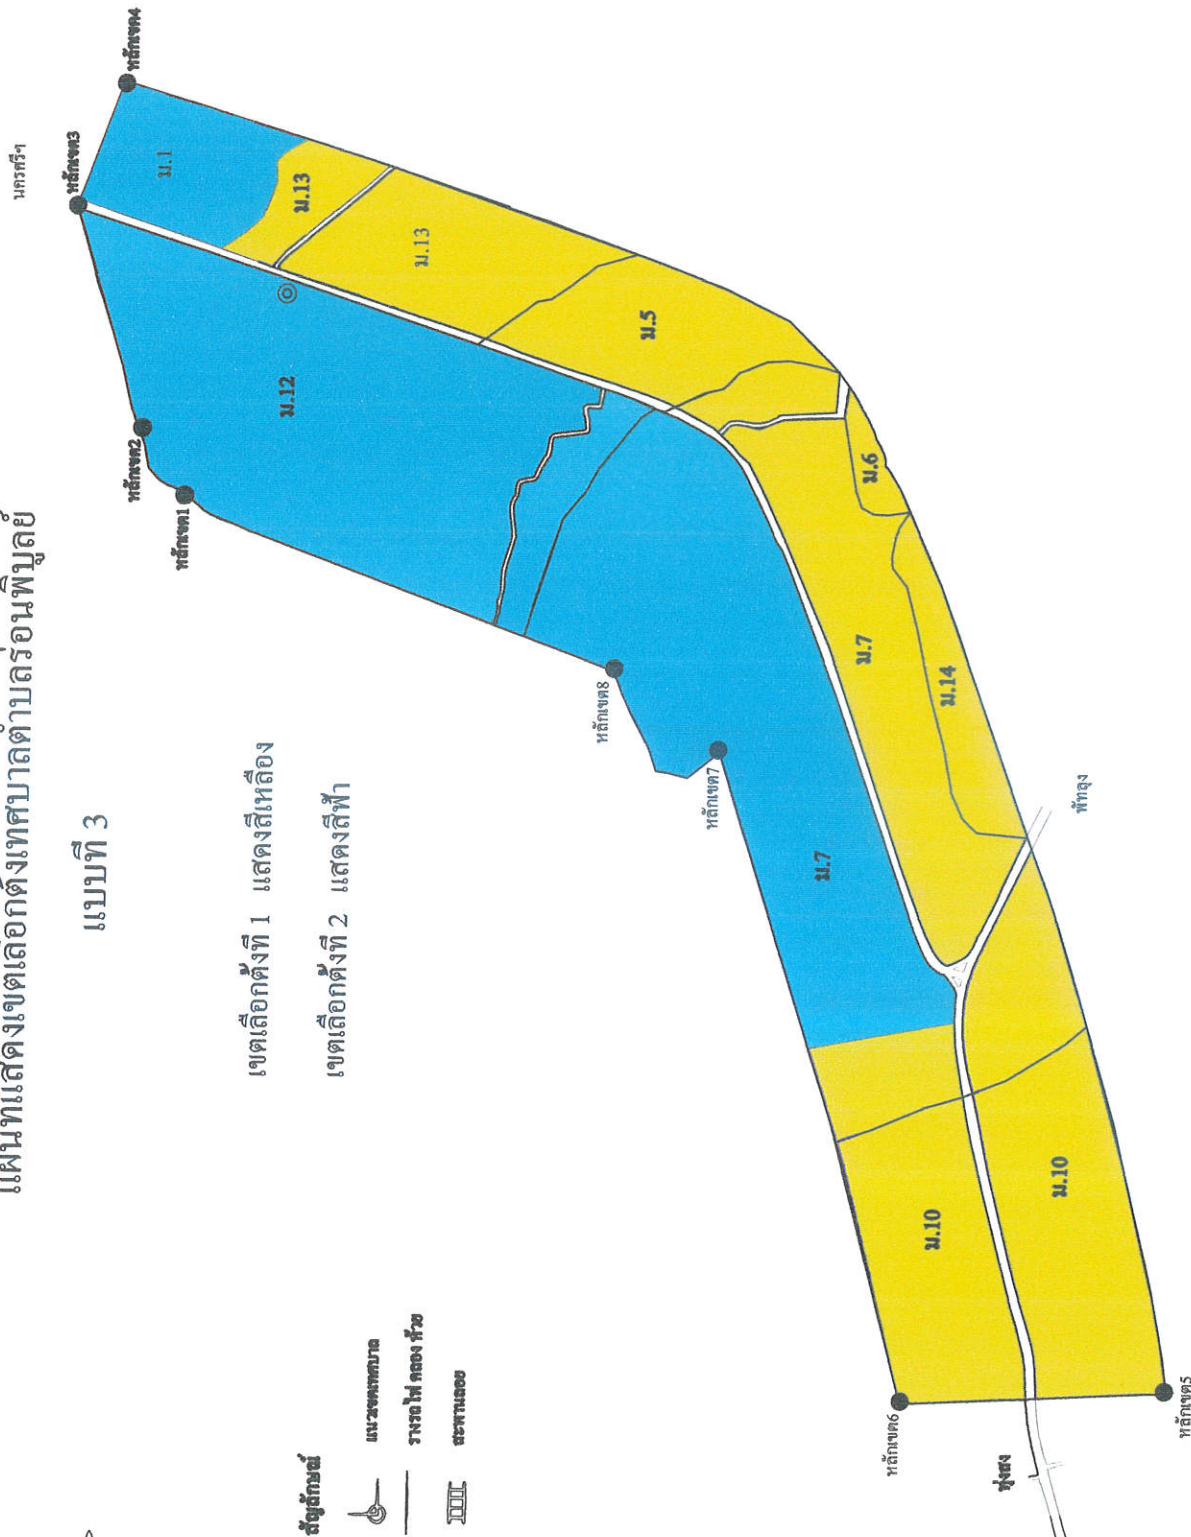 แผนที่แสดงเขตเลือกตั้งเทศบาลตำบลร่อนพิบูลย์
แบบที่ 3
เขตเลือกตั้งที่ 1 แสดงสีเหลือง
เขตเลือกตั้งที่ 2 แสดงสีฟ้า
นครศรีฯ
หลักเขต4
หลักเขต3
หลักเขต2
หลักเขต1
หลักเขต8
หลักเขต7
หลักเขต6
หลักเขต5
ม.1
ม.13
ม.13
ม.12
ม.5
ม.6
ม.7
ม.14
ม.7
ม.10
ม.10
พัทลุง
ทุ่งสง
สัญลักษณ์
แนวเขตเทศบาล
รางรถไฟ คลอง ห้วย
สะพานลอย